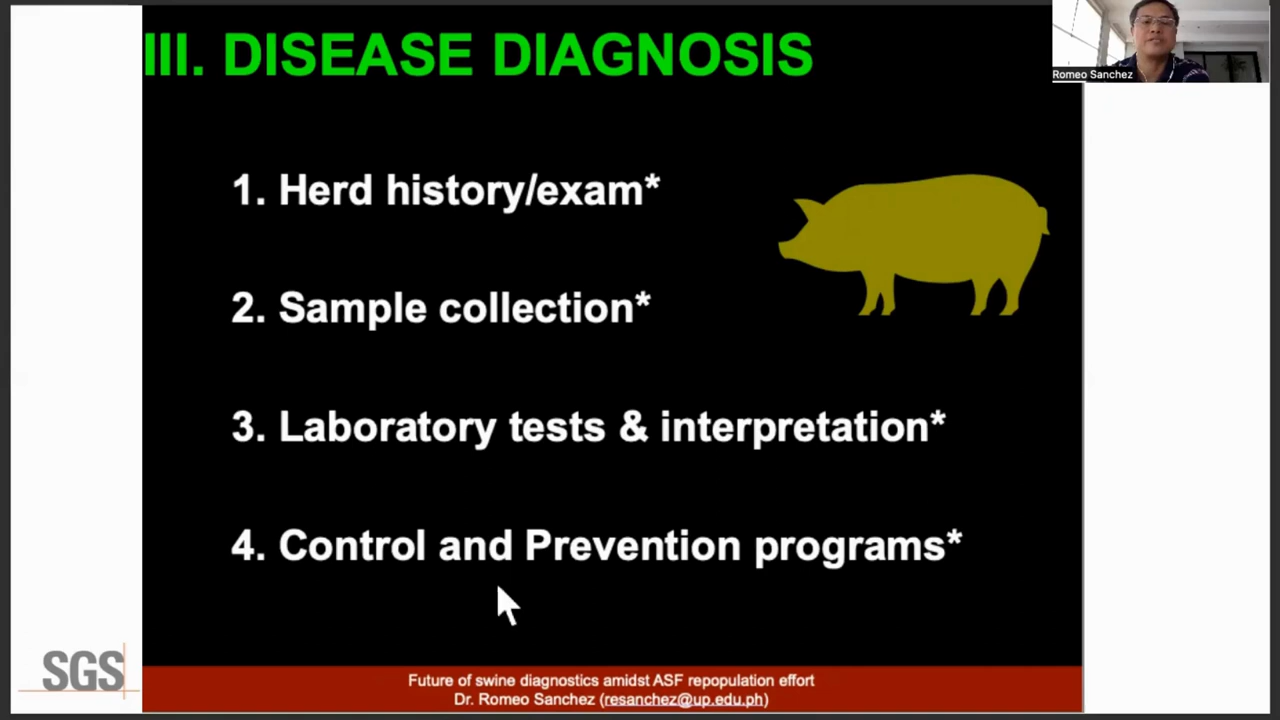 III. DISEASE DIAGNOSIS
Romeo Sanchez
1. Herd history/exam*
2. Sample collection*
3. Laboratory tests & interpretation*
4. Control and Prevention programs*
SGS
Future of swine diagnostics amidst ASF repopulation effort
Dr. Romeo Sanchez (resanchez@up.edu.ph)